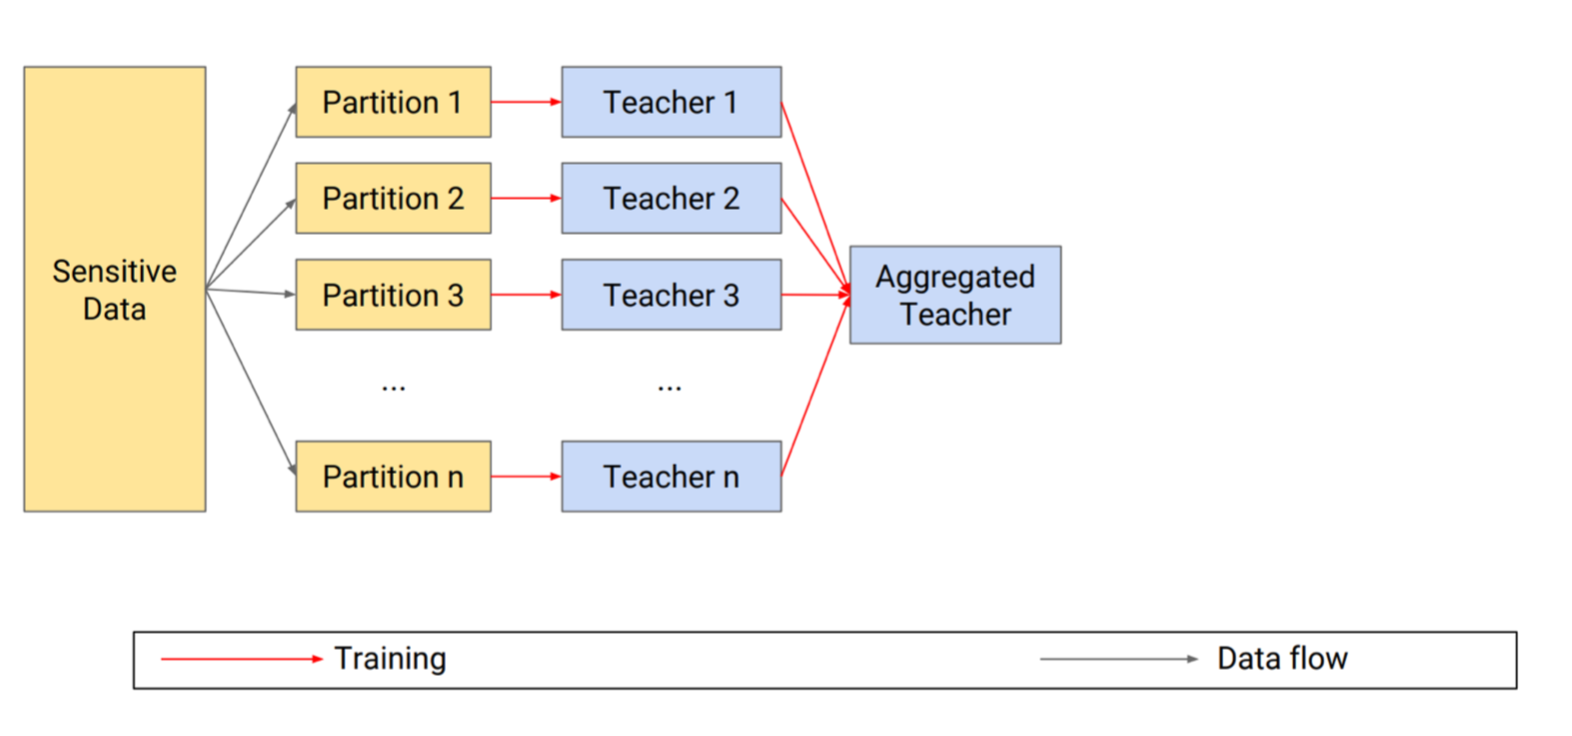 Sensitive
Data
Partition 1
Teacher 1
Partition 2
Teacher 2
Partition 3
Teacher 3
...
...
Partition n
Teacher n
Aggregated
Teacher
Training
Data flow